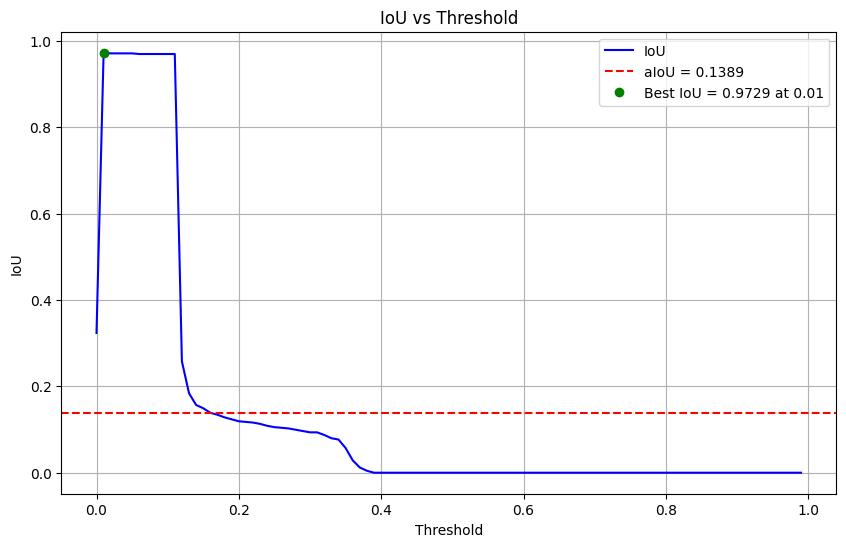 IoU vs Threshold
IoU
aIoU = 0.1389
Best IoU = 0.9729 at 0.01
1.0
0.8
0.6
0.4
0.2
0.0
IoU
0.0 0.2 0.4 0.6 0.8 1.0
Threshold